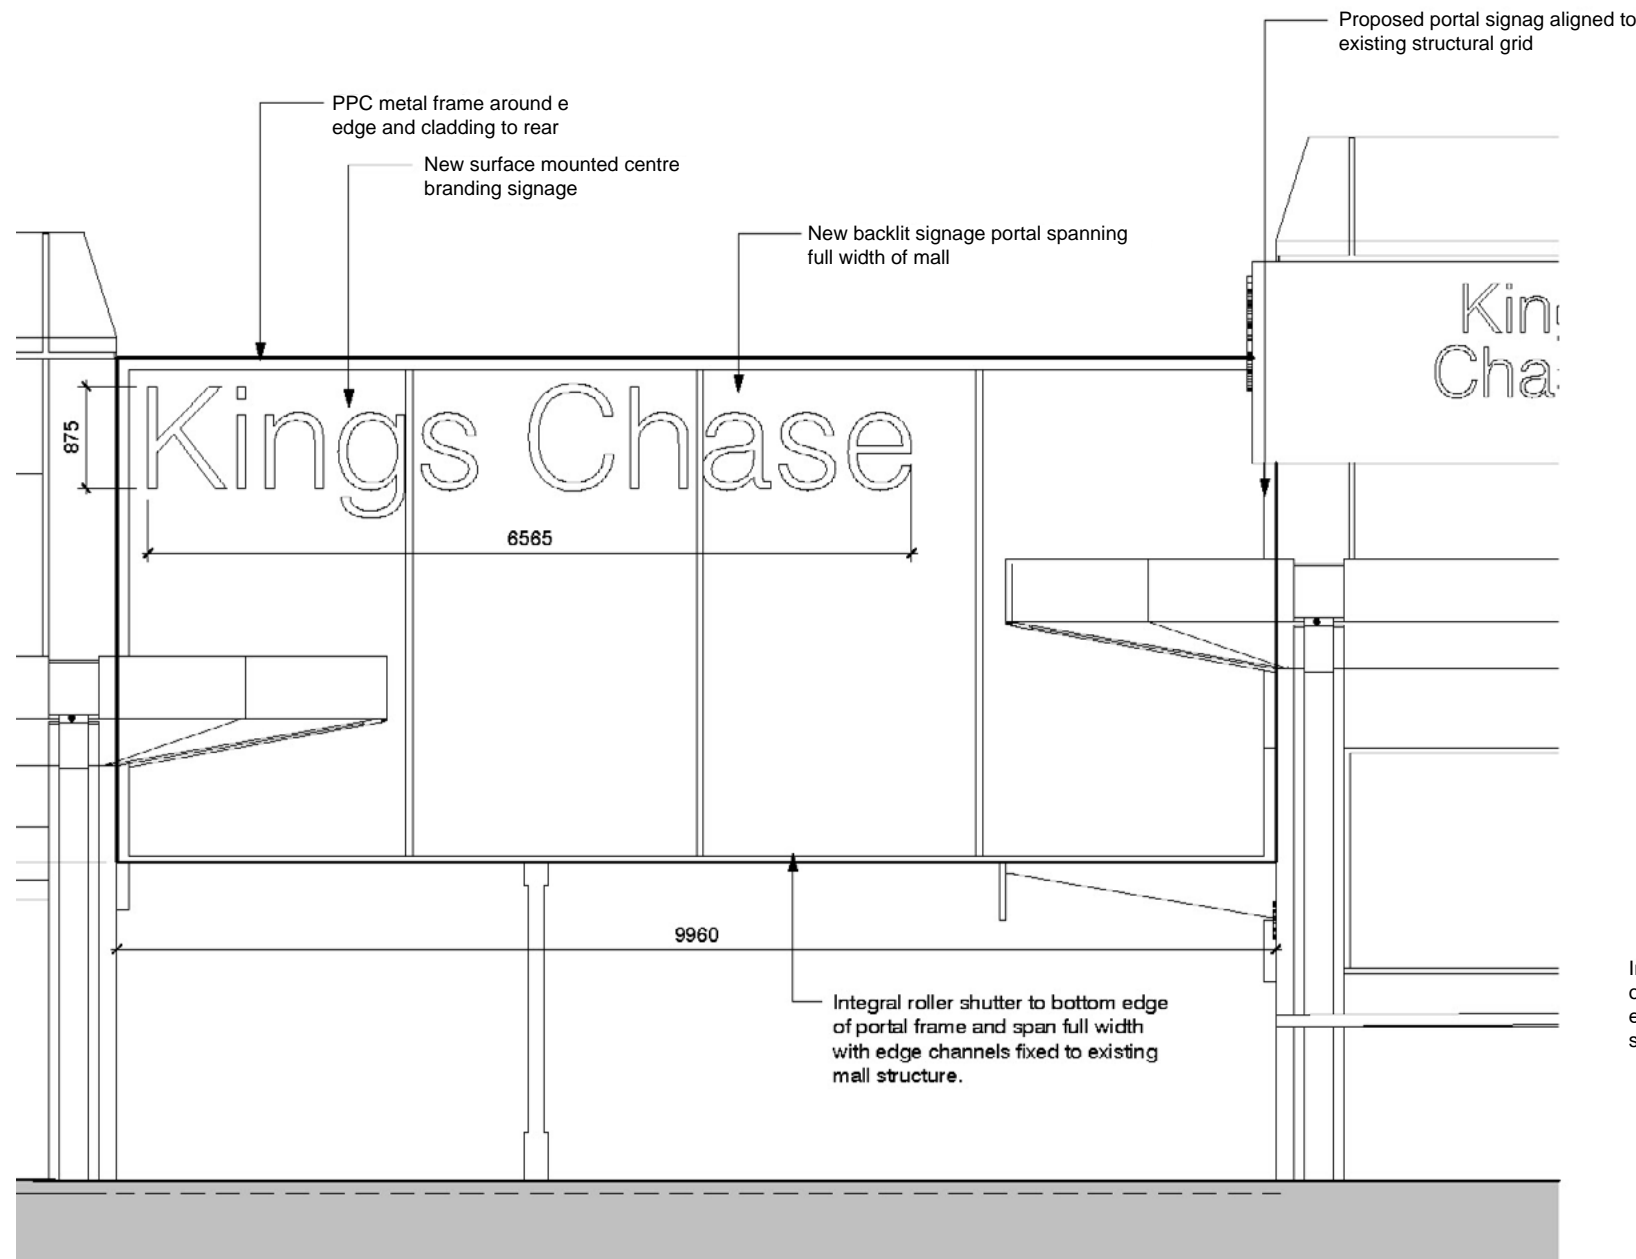 Proposed portal signag aligned to
existing structural grid
PPC metal frame around e
edge and cladding to rear
New surface mounted centre
branding signage
New backlit signage portal spanning
full width of mall
Kin
Cha
Kings Chase
875
6565
9960
Integral roller shutter to bottom edge
of portal frame and span full width
with edge channels fixed to existing
mall structure.